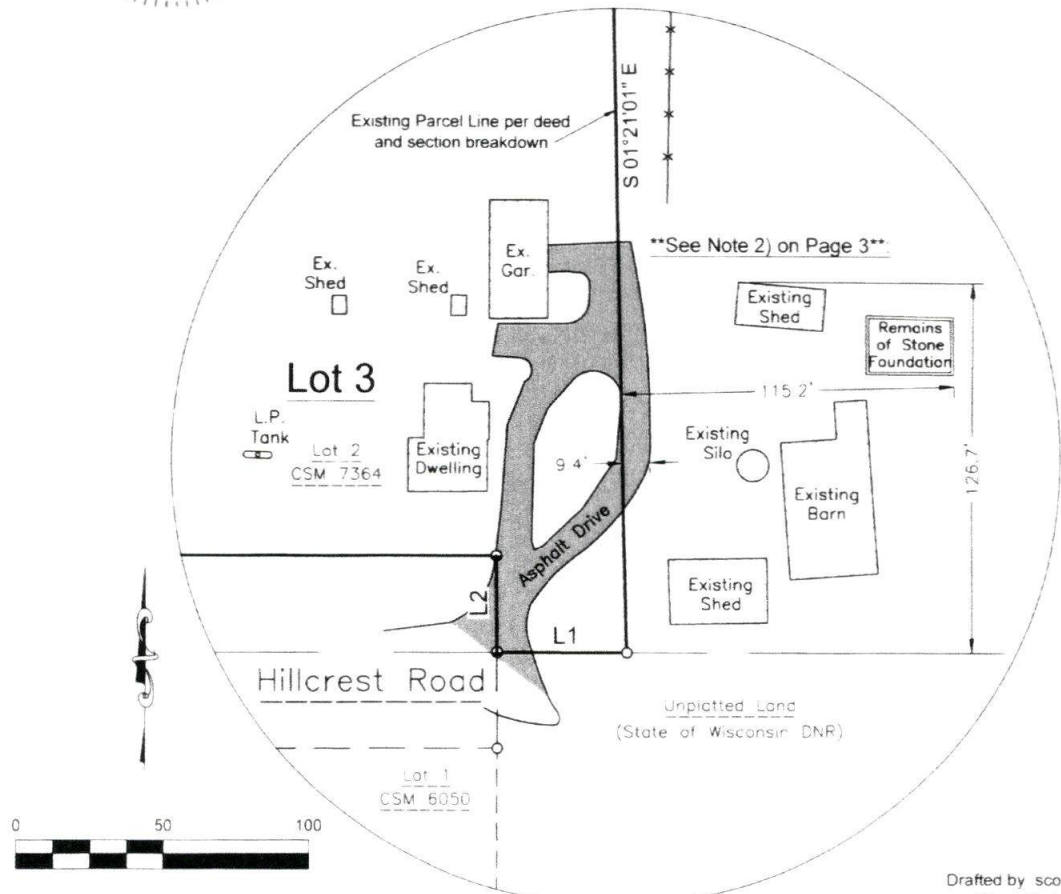 Existing Parcel Line per deed
and section breakdown
S 01°21'01" E
**See Note 2) on Page 3**:
Ex.
Shed
Ex.
Shed
Ex.
Gar.
Existing
Shed
Remains
of Stone
Foundation
Lot 3
115.2'
L.P.
Tank
Lot 2
CSM 7364
Existing
Dwelling
9.4'
Existing
Silo
Existing
Barn
126.7'
Asphalt Drive
Existing
Shed
L2
L1
Hillcrest Road
Unplatted Land
(State of Wisconsin DNR)
Lot 1
CSM 6050
0 50 100
Drafted by sco